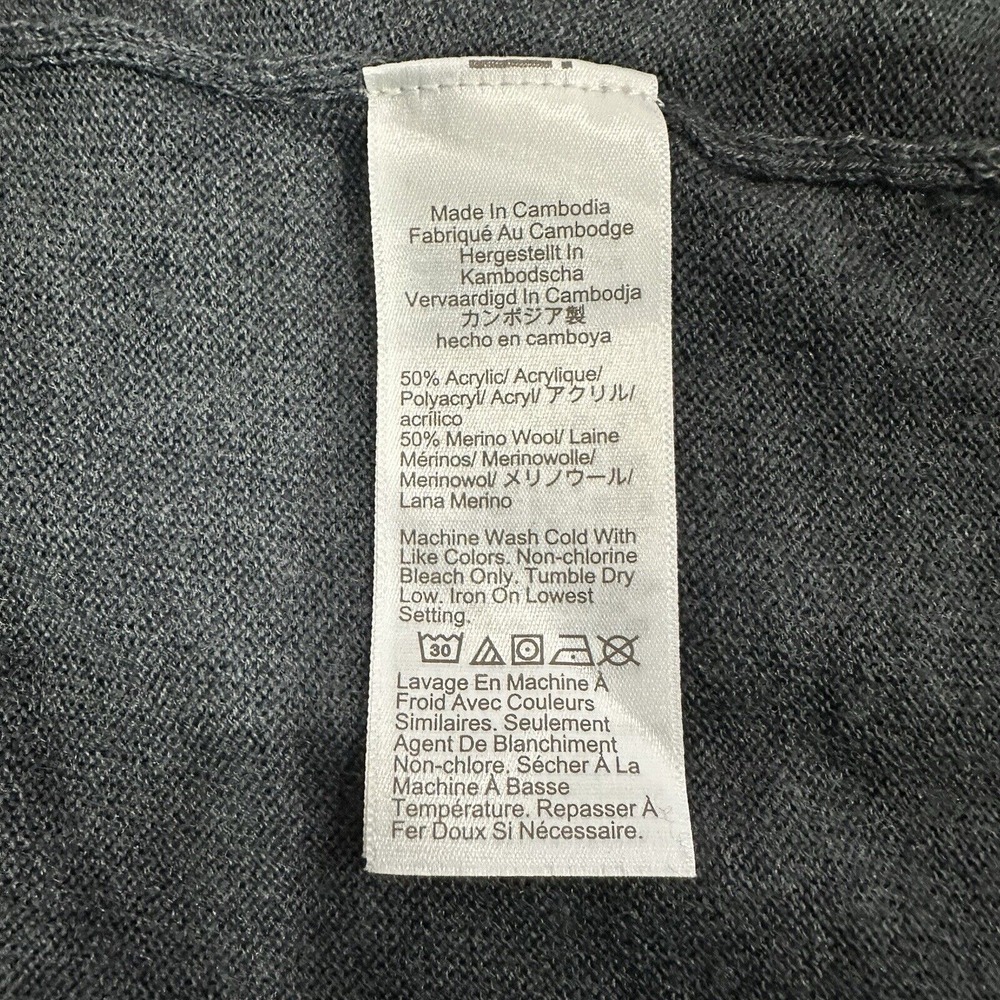 Made In Cambodia
Fabriqué Au Cambodge
Hergestellt In
Kambodscha
Vervaardigd In Cambodja
カンボジア製
hecho en camboya
50% Acrylic/ Acrylique/
Polyacryl/ Acryl/ アクリル/
acrílico
50% Merino Wool/ Laine
Mérinos/ Merinowolle/
Merinowol/ メリノウール/
Lana Merino
Machine Wash Cold With
Like Colors. Non-chlorine
Bleach Only. Tumble Dry
Low. Iron On Lowest
Setting.
30
Lavage En Machine À
Froid Avec Couleurs
Similaires. Seulement
Agent De Blanchiment
Non-chlore. Sécher À La
Machine À Basse
Température. Repasser À
Fer Doux Si Nécessaire.